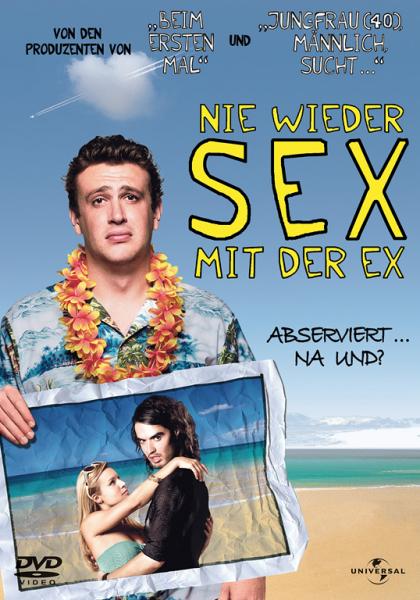 VON DEN
PRODUZENTEN VON
„BEIM
ERSTEN
MAL“
UND
„JUNGFRAU (40),
MÄNNLICH,
SUCHT...“
NIE WIEDER
SEX
MIT DER EX
ABSERVIERT...
NA UND?
DVD
VIDEO
UNIVERSAL